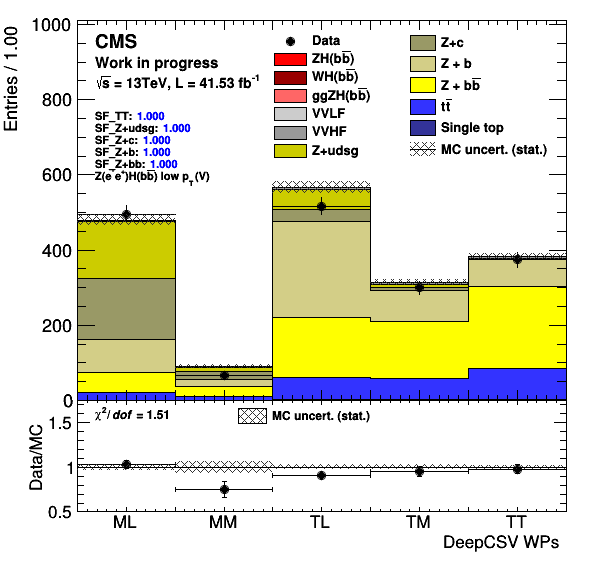 Entries / 1.00
1000
800
600
400
200
0
CMS
Work in progress
√s = 13TeV, L = 41.53 fb⁻¹
SF_TT: 1.000
SF_Z+udsg: 1.000
SF_Z+c: 1.000
SF_Z+b: 1.000
SF_Z+bb: 1.000
Z(e⁻e⁺)H(bb̅) low p_T(V)
Data
ZH(bb̅)
WH(bb̅)
ggZH(bb̅)
VVLF
VVHF
Z+udsg
Z+c
Z + b
Z + bb̅
tt̅
Single top
MC uncert. (stat.)
χ²/dof = 1.51
MC uncert. (stat.)
Data/MC
1.5
1
0.5
ML
MM
TL
TM
TT
DeepCSV WPs